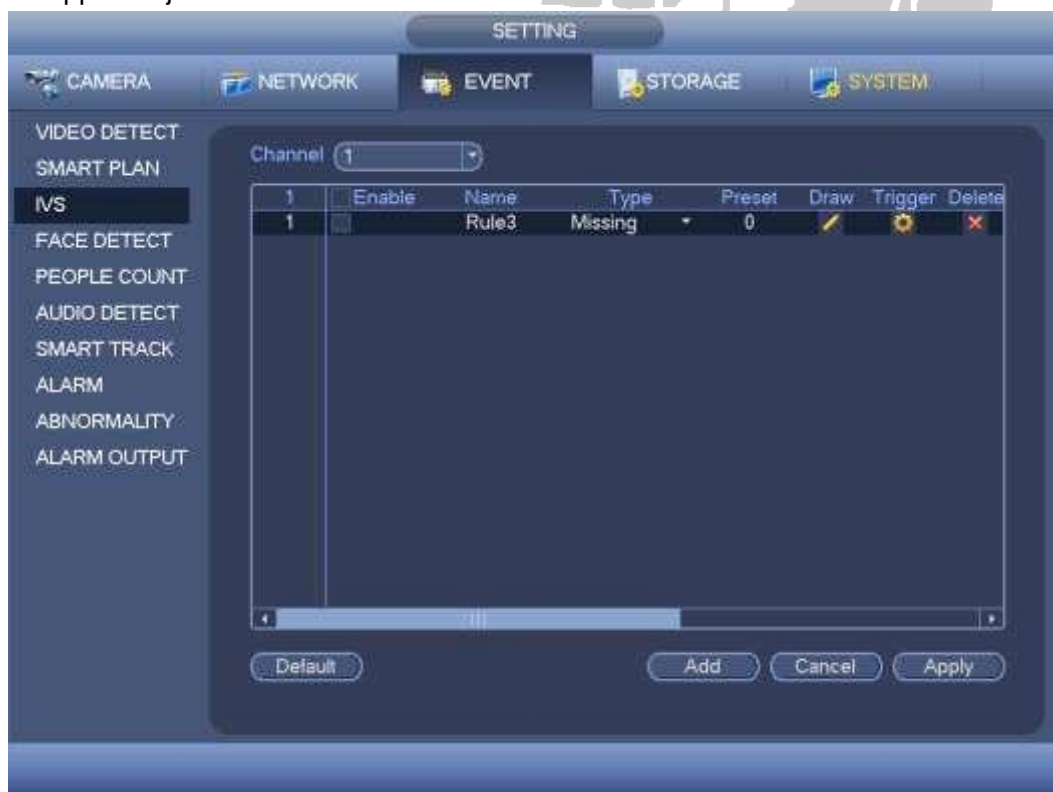 SETTING
CAMERA NETWORK EVENT STORAGE SYSTEM
VIDEO DETECT
SMART PLAN
IVS
FACE DETECT
PEOPLE COUNT
AUDIO DETECT
SMART TRACK
ALARM
ABNORMALITY
ALARM OUTPUT
Channel 1
1 Enable Name Type Preset Draw Trigger Delete
1 Rule3 Missing 0
Default Add Cancel Apply